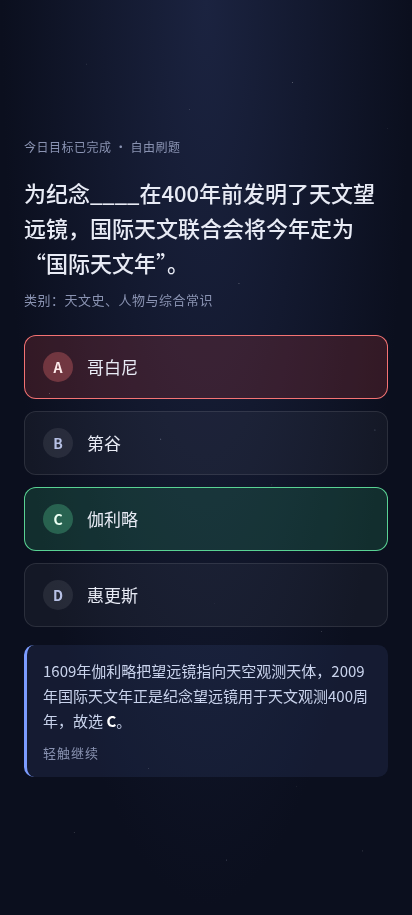 今日目标已完成 · 自由刷题
为纪念____在400年前发明了天文望
远镜，国际天文联合会将今年定为
“国际天文年”。
类别：天文史、人物与综合常识
A 哥白尼
B 第谷
C 伽利略
D 惠更斯
1609年伽利略把望远镜指向天空观测天体，2009
年国际天文年正是纪念望远镜用于天文观测400周
年，故选 C。
轻触继续